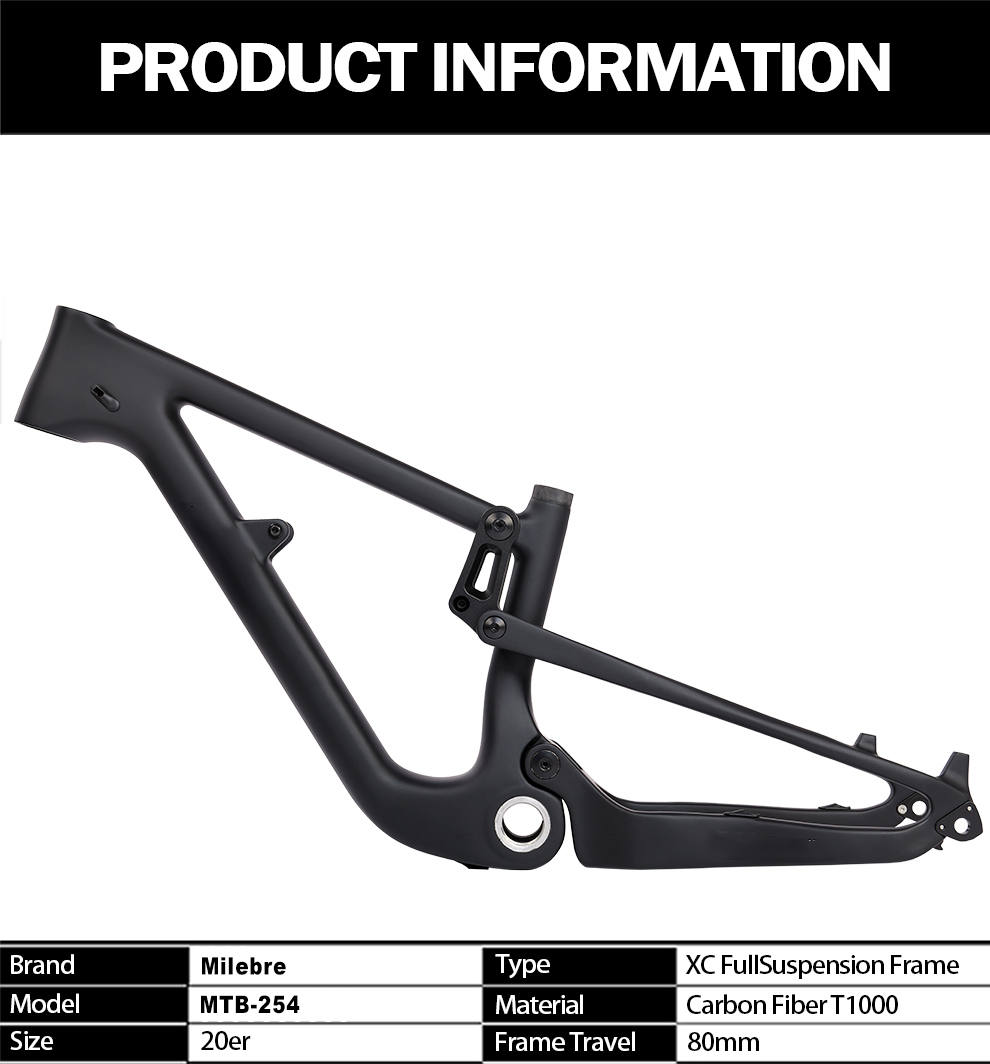 PRODUCT INFORMATION
Brand Milebre Type XC FullSuspension Frame
Model MTB-254 Material Carbon Fiber T1000
Size 20er Frame Travel 80mm